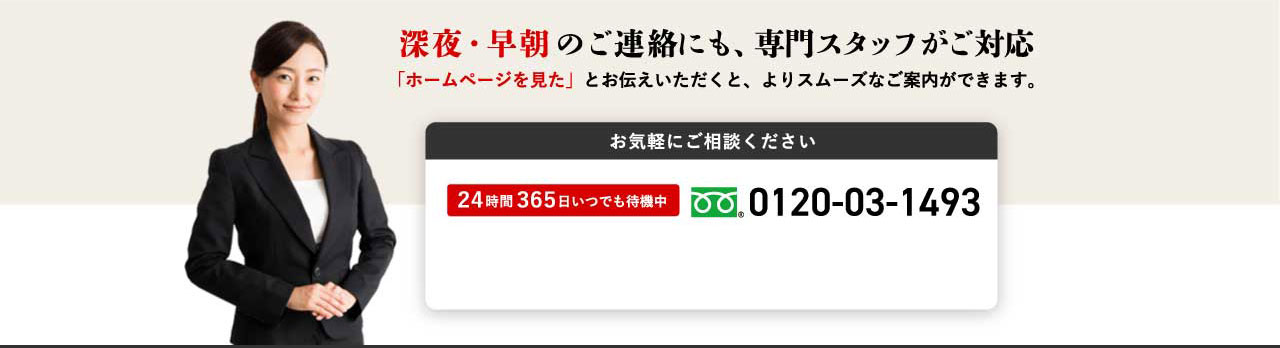 深夜・早朝のご連絡にも、専門スタッフがご対応
「ホームページを見た」とお伝えいただくと、よりスムーズなご案内ができます。
お気軽にご相談ください
24時間365日いつでも待機中 ® 0120-03-1493